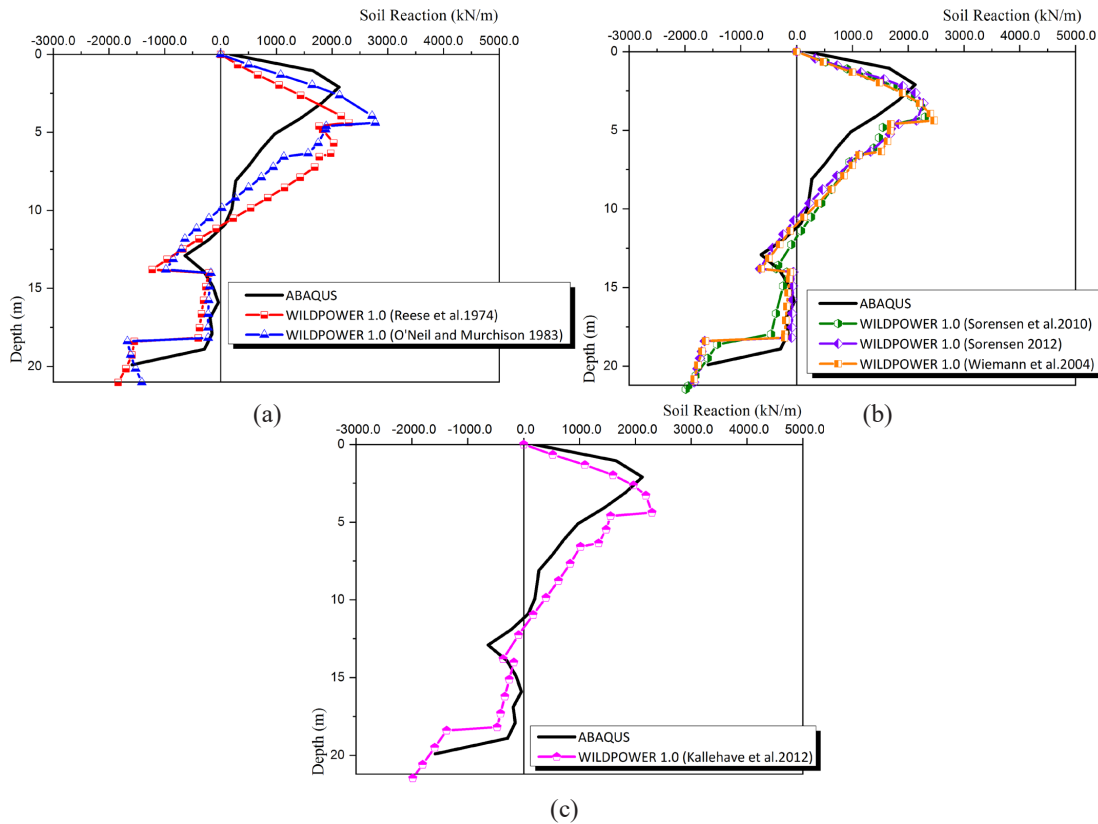 Soil Reaction (kN/m)
-3000.0 -2000.0 -1000.0 0.0 1000.0 2000.0 3000.0 4000.0 5000.0
0
5
10
15
20
Depth (m)
ABAQUS
WILDPOWER 1.0 (Reese et al.1974)
WILDPOWER 1.0 (O'Neil and Murchison 1983)
(a)
Soil Reaction (kN/m)
-3000.0 -2000.0 -1000.0 0.0 1000.0 2000.0 3000.0 4000.0 5000.0
0
5
10
15
20
Depth (m)
ABAQUS
WILDPOWER 1.0 (Sorensen et al.2010)
WILDPOWER 1.0 (Sorensen 2012)
WILDPOWER 1.0 (Wiemann et al.2004)
(b)
Soil Reaction (kN/m)
-3000.0 -2000.0 -1000.0 0.0 1000.0 2000.0 3000.0 4000.0 5000.0
0
5
10
15
20
Depth (m)
ABAQUS
WILDPOWER 1.0 (Kallehave et al.2012)
(c)